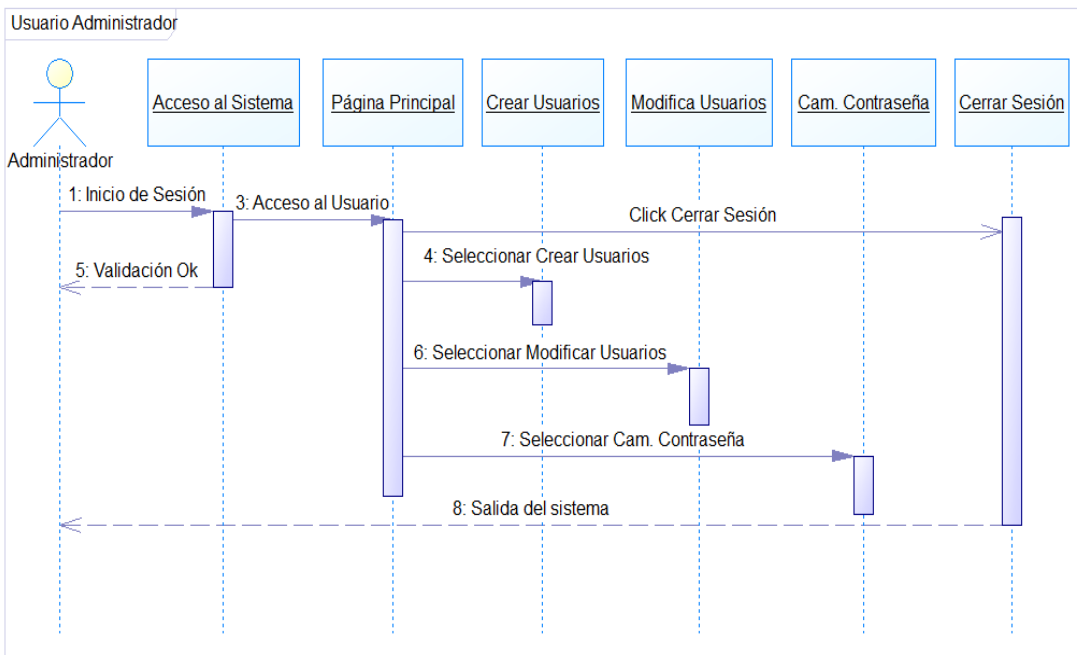 Usuario Administrador
Acceso al Sistema
Página Principal
Crear Usuarios
Modifica Usuarios
Cam. Contraseña
Cerrar Sesión
Administrador
1: Inicio de Sesión
3: Acceso al Usuario
Click Cerrar Sesión
4: Seleccionar Crear Usuarios
5: Validación Ok
6: Seleccionar Modificar Usuarios
7: Seleccionar Cam. Contraseña
8: Salida del sistema